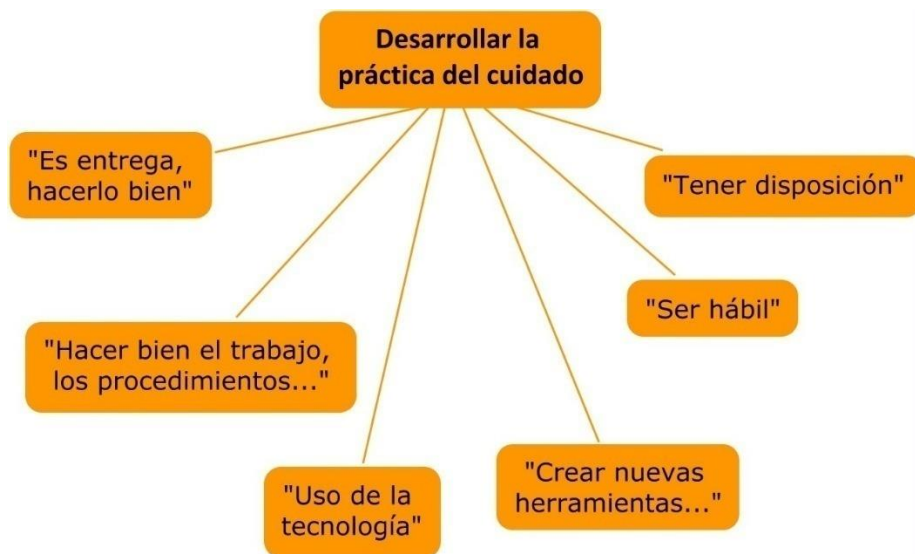 Desarrollar la
práctica del cuidado
"Es entrega,
hacerlo bien"
"Tener disposición"
"Ser hábil"
"Hacer bien el trabajo,
los procedimientos..."
"Crear nuevas
herramientas..."
"Uso de la
tecnología"